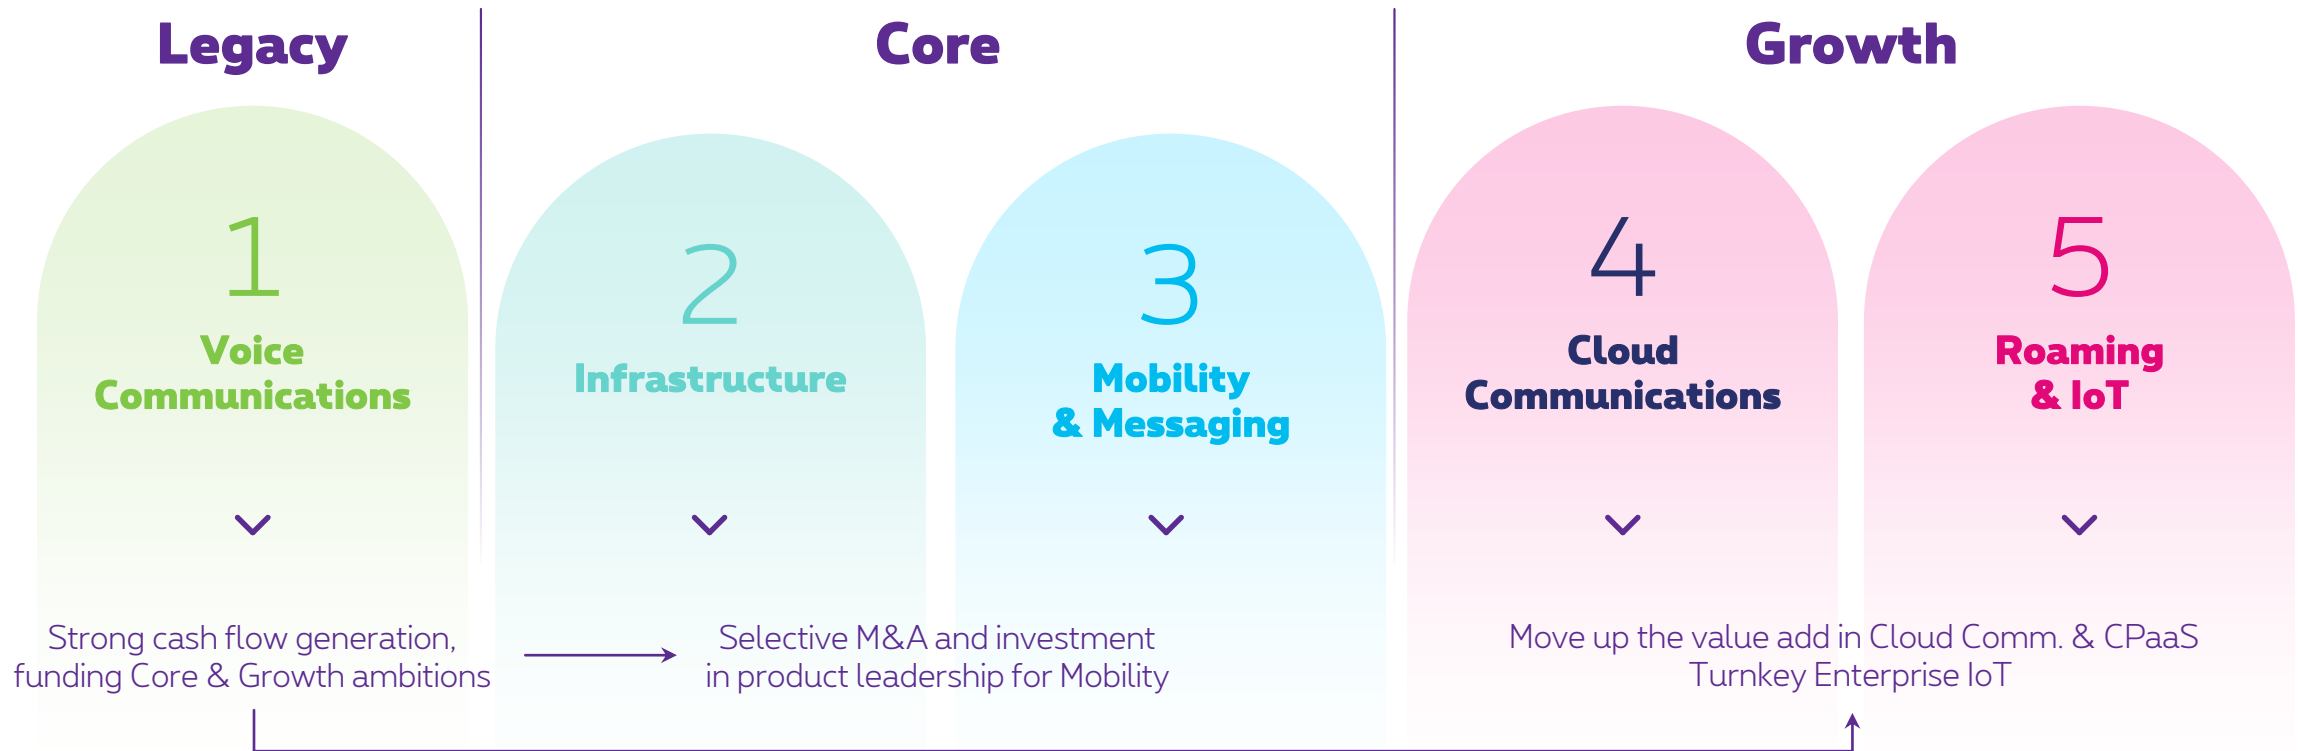 Legacy
Core
Growth
1
Voice
Communications
2
Infrastructure
3
Mobility
& Messaging
4
Cloud
Communications
5
Roaming
& IoT
Strong cash flow generation,
funding Core & Growth ambitions
Selective M&A and investment
in product leadership for Mobility
Move up the value add in Cloud Comm. & CPaaS
Turnkey Enterprise IoT